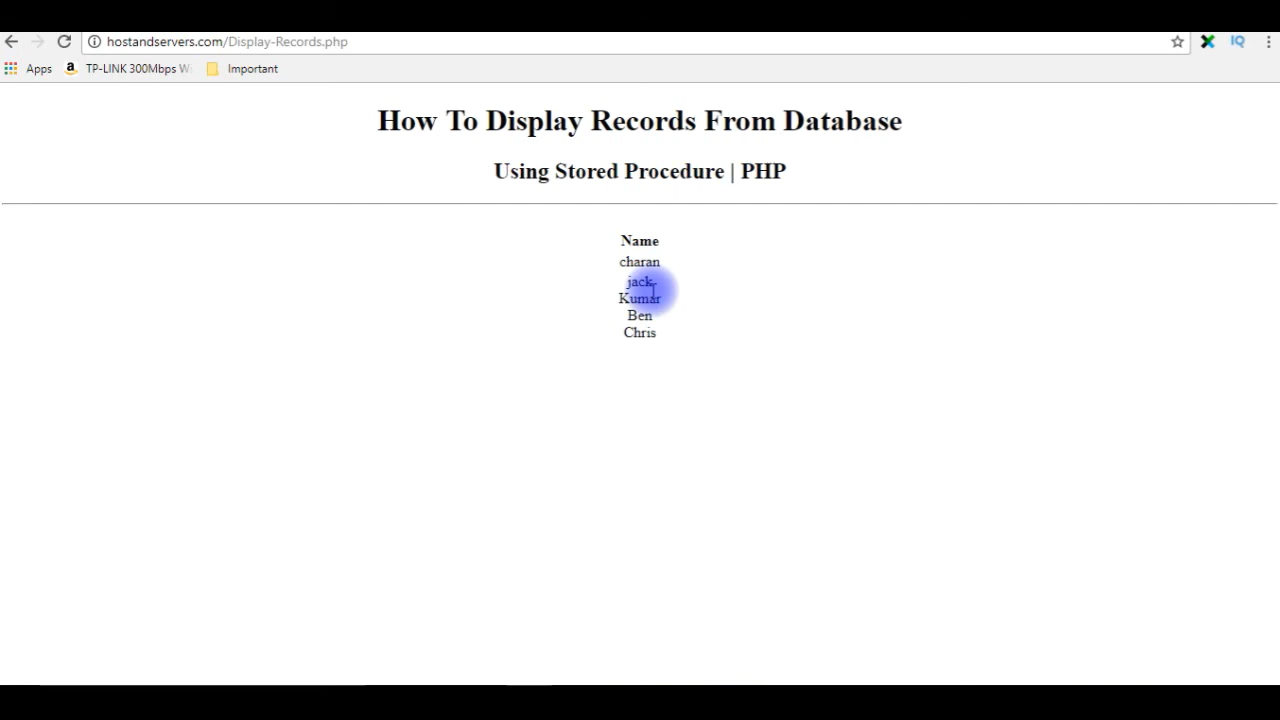 hostandservers.com/Display-Records.php
Apps TP-LINK 300Mbps Wi Important
How To Display Records From Database
Using Stored Procedure | PHP
Name
charan
jack
Kumar
Ben
Chris